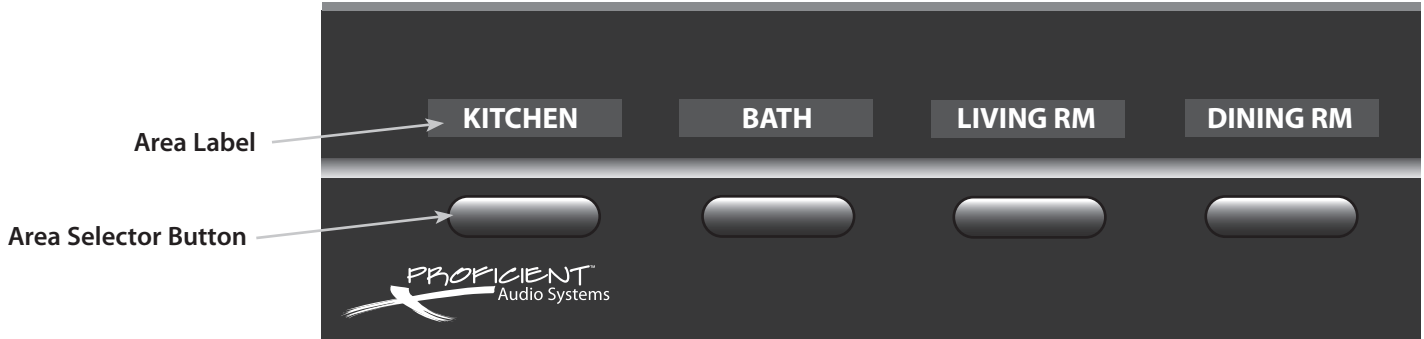 KITCHEN BATH LIVING RM DINING RM
Area Label
Area Selector Button
PROFICIENT™
Audio Systems